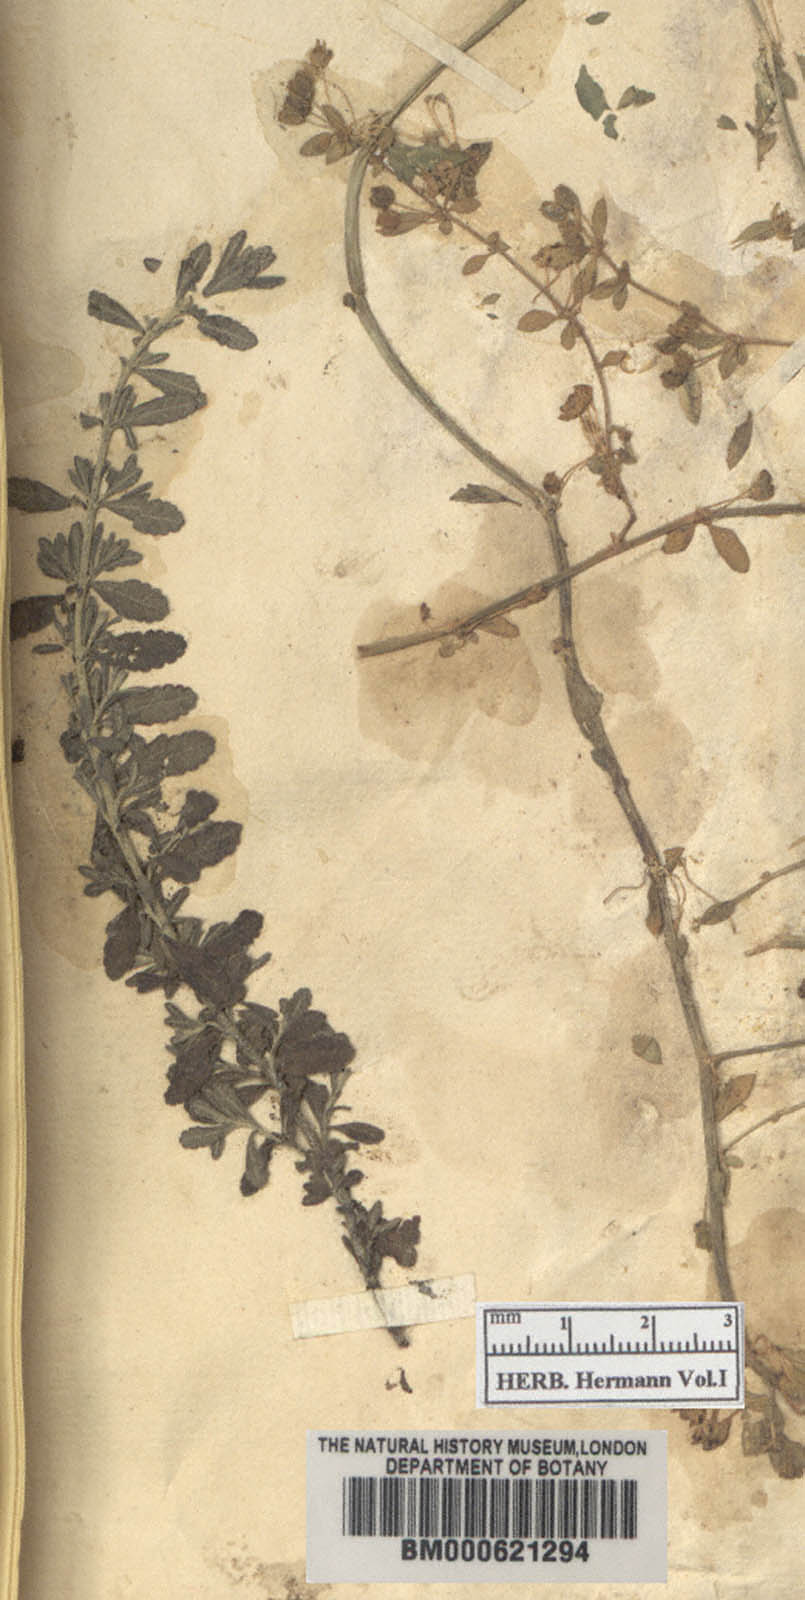 mm 1 2 3
HERB. Hermann Vol.I
THE NATURAL HISTORY MUSEUM,LONDON
DEPARTMENT OF BOTANY
BM000621294